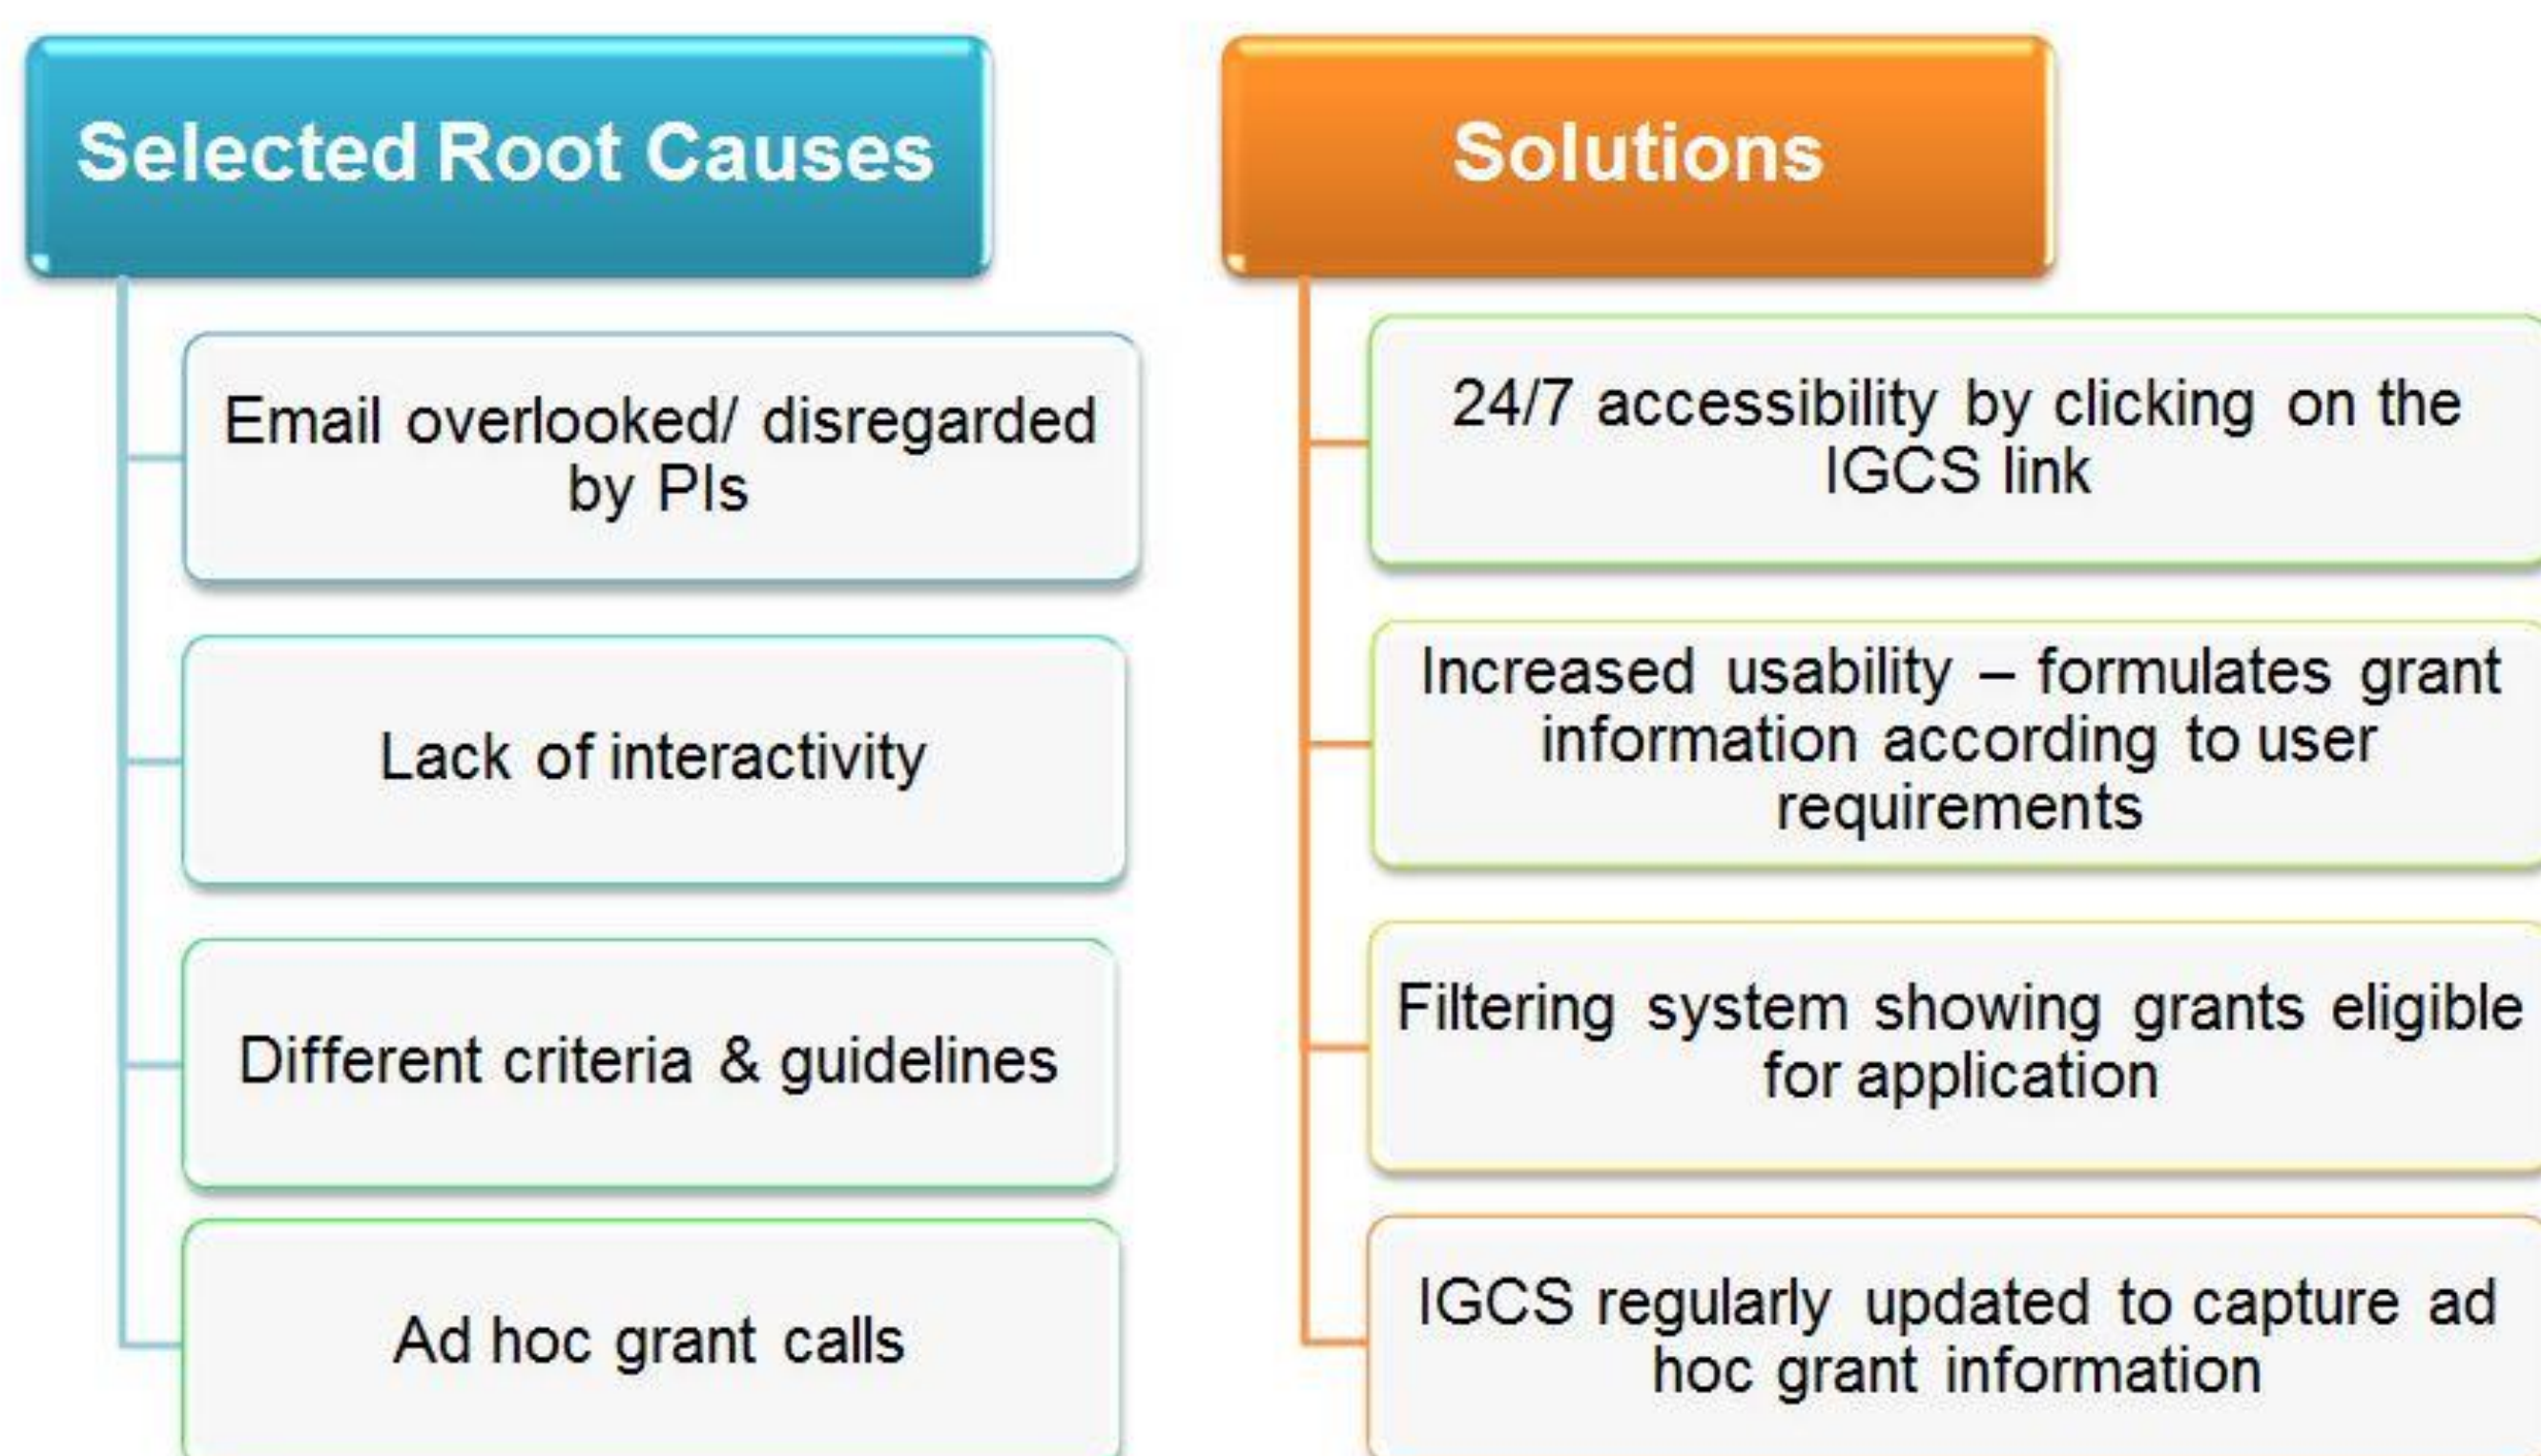 Selected Root Causes
Email overlooked/ disregarded
by PIs
Lack of interactivity
Different criteria & guidelines
Ad hoc grant calls
Solutions
24/7 accessibility by clicking on the
IGCS link
Increased usability – formulates grant
information according to user
requirements
Filtering system showing grants eligible
for application
IGCS regularly updated to capture ad
hoc grant information